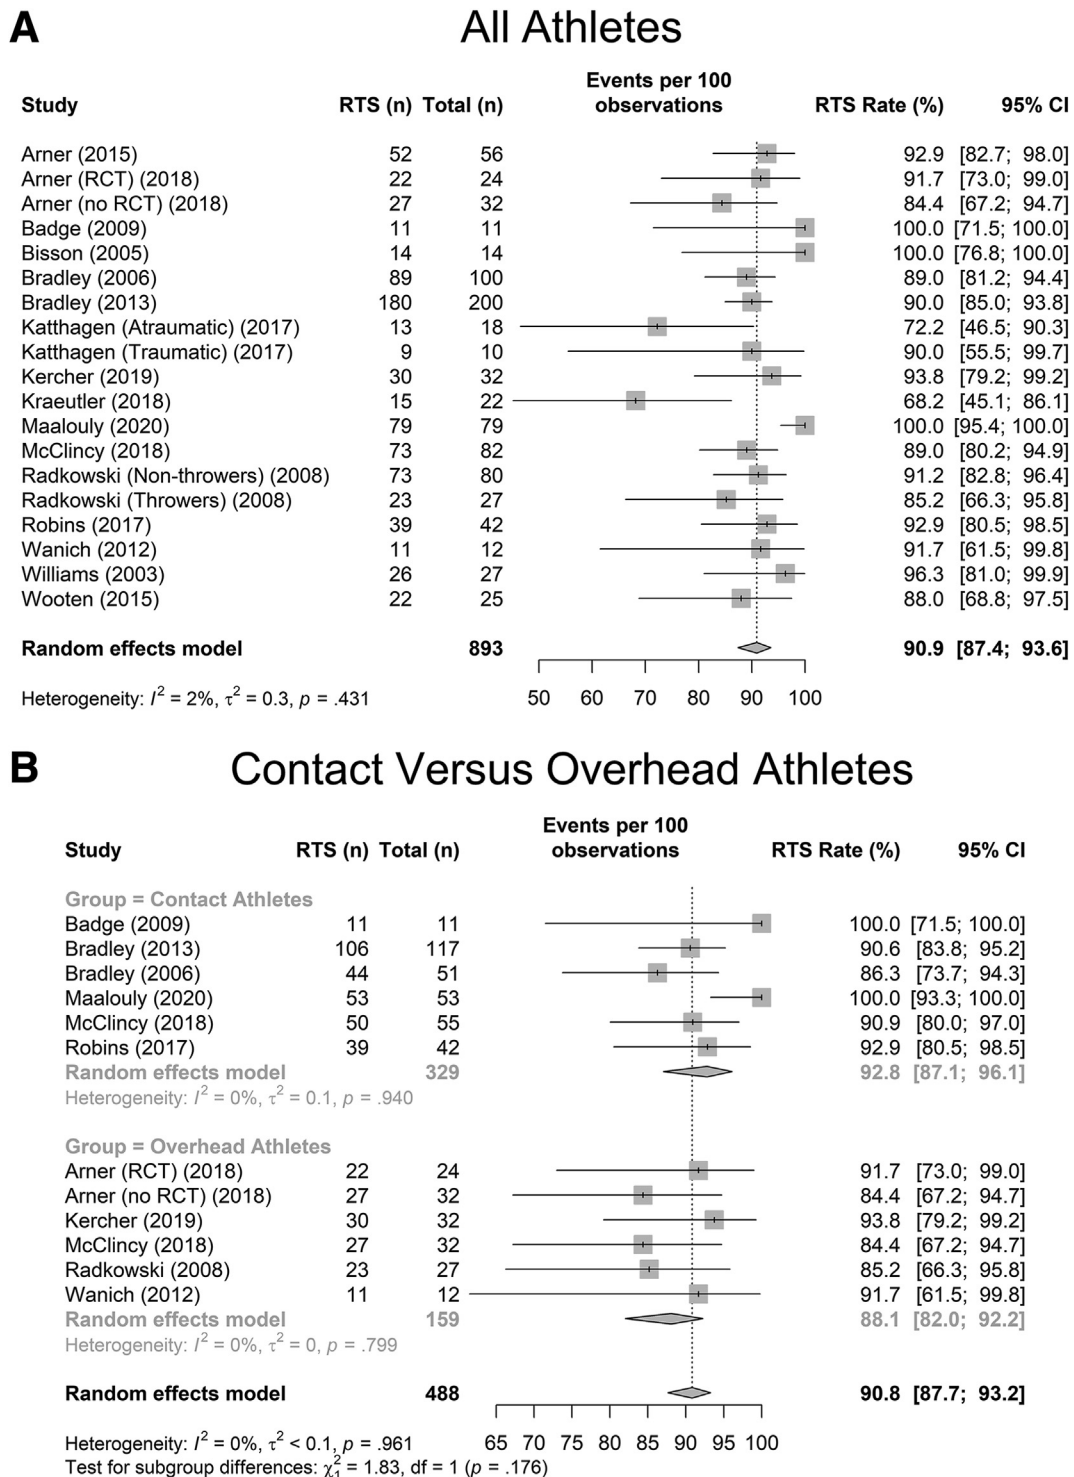 A All Athletes
Events per 100
Study RTS (n) Total (n) observations RTS Rate (%) 95% CI
Arner (2015) 52 56 92.9 [82.7; 98.0]
Arner (RCT) (2018) 22 24 91.7 [73.0; 99.0]
Arner (no RCT) (2018) 27 32 84.4 [67.2; 94.7]
Badge (2009) 11 11 100.0 [71.5; 100.0]
Bisson (2005) 14 14 100.0 [76.8; 100.0]
Bradley (2006) 89 100 89.0 [81.2; 94.4]
Bradley (2013) 180 200 90.0 [85.0; 93.8]
Katthagen (Atraumatic) (2017) 13 18 72.2 [46.5; 90.3]
Katthagen (Traumatic) (2017) 9 10 90.0 [55.5; 99.7]
Kercher (2019) 30 32 93.8 [79.2; 99.2]
Kraeutler (2018) 15 22 68.2 [45.1; 86.1]
Maalouly (2020) 79 79 100.0 [95.4; 100.0]
McClincy (2018) 73 82 89.0 [80.2; 94.9]
Radkowski (Non-throwers) (2008) 73 80 91.2 [82.8; 96.4]
Radkowski (Throwers) (2008) 23 27 85.2 [66.3; 95.8]
Robins (2017) 39 42 92.9 [80.5; 98.5]
Wanich (2012) 11 12 91.7 [61.5; 99.8]
Williams (2003) 26 27 96.3 [81.0; 99.9]
Wooten (2015) 22 25 88.0 [68.8; 97.5]
Random effects model 893 90.9 [87.4; 93.6]
50 60 70 80 90 100
Heterogeneity: I² = 2%, τ² = 0.3, p = .431
B Contact Versus Overhead Athletes
Events per 100
Study RTS (n) Total (n) observations RTS Rate (%) 95% CI
Group = Contact Athletes
Badge (2009) 11 11 100.0 [71.5; 100.0]
Bradley (2013) 106 117 90.6 [83.8; 95.2]
Bradley (2006) 44 51 86.3 [73.7; 94.3]
Maalouly (2020) 53 53 100.0 [93.3; 100.0]
McClincy (2018) 50 55 90.9 [80.0; 97.0]
Robins (2017) 39 42 92.9 [80.5; 98.5]
Random effects model 329 92.8 [87.1; 96.1]
Heterogeneity: I² = 0%, τ² = 0.1, p = .940
Group = Overhead Athletes
Arner (RCT) (2018) 22 24 91.7 [73.0; 99.0]
Arner (no RCT) (2018) 27 32 84.4 [67.2; 94.7]
Kercher (2019) 30 32 93.8 [79.2; 99.2]
McClincy (2018) 27 32 84.4 [67.2; 94.7]
Radkowski (2008) 23 27 85.2 [66.3; 95.8]
Wanich (2012) 11 12 91.7 [61.5; 99.8]
Random effects model 159 88.1 [82.0; 92.2]
Heterogeneity: I² = 0%, τ² = 0, p = .799
Random effects model 488 90.8 [87.7; 93.2]
65 70 75 80 85 90 95 100
Heterogeneity: I² = 0%, τ² < 0.1, p = .961
Test for subgroup differences: χ²₁ = 1.83, df = 1 (p = .176)